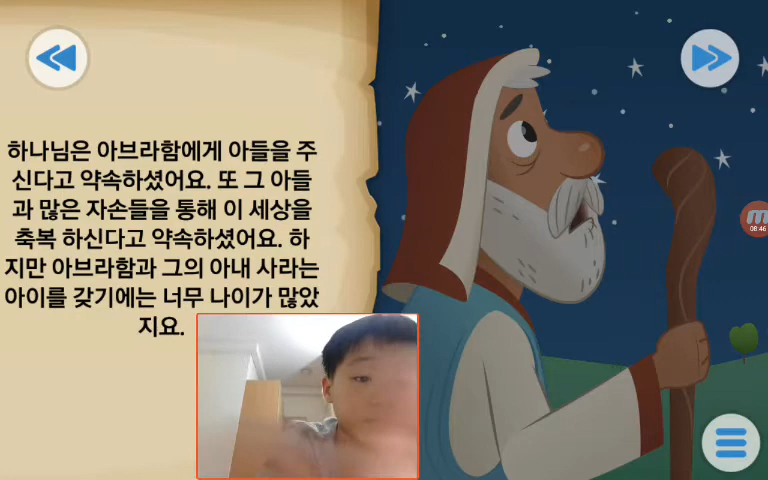 하나님은 아브라함에게 아들을 주
신다고 약속하셨어요. 또 그 아들
과 많은 자손들을 통해 이 세상을
축복 하신다고 약속하셨어요. 하
지만 아브라함과 그의 아내 사라는
아이를 갖기에는 너무 나이가 많았
지요.
08:46